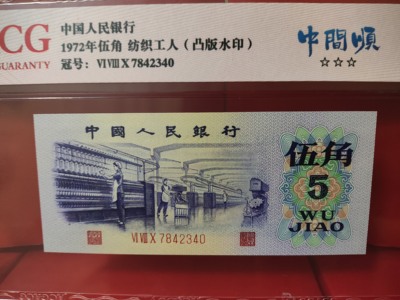 CG
GUARANTY
中国人民银行
1972年伍角 纺织工人（凸版水印）
冠号：VI VIII X 7842340
中間順
☆☆☆
中國人民銀行
伍角
5
WU
JIAO
VI VIII X 7842340